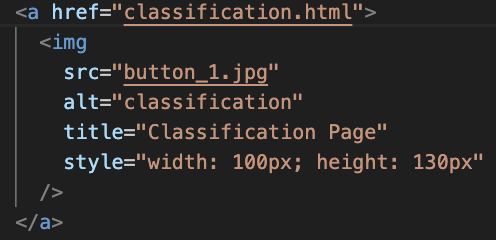 <a href="classification.html">
<img
src="button_1.jpg"
alt="classification"
title="Classification Page"
style="width: 100px; height: 130px"
/>
</a>